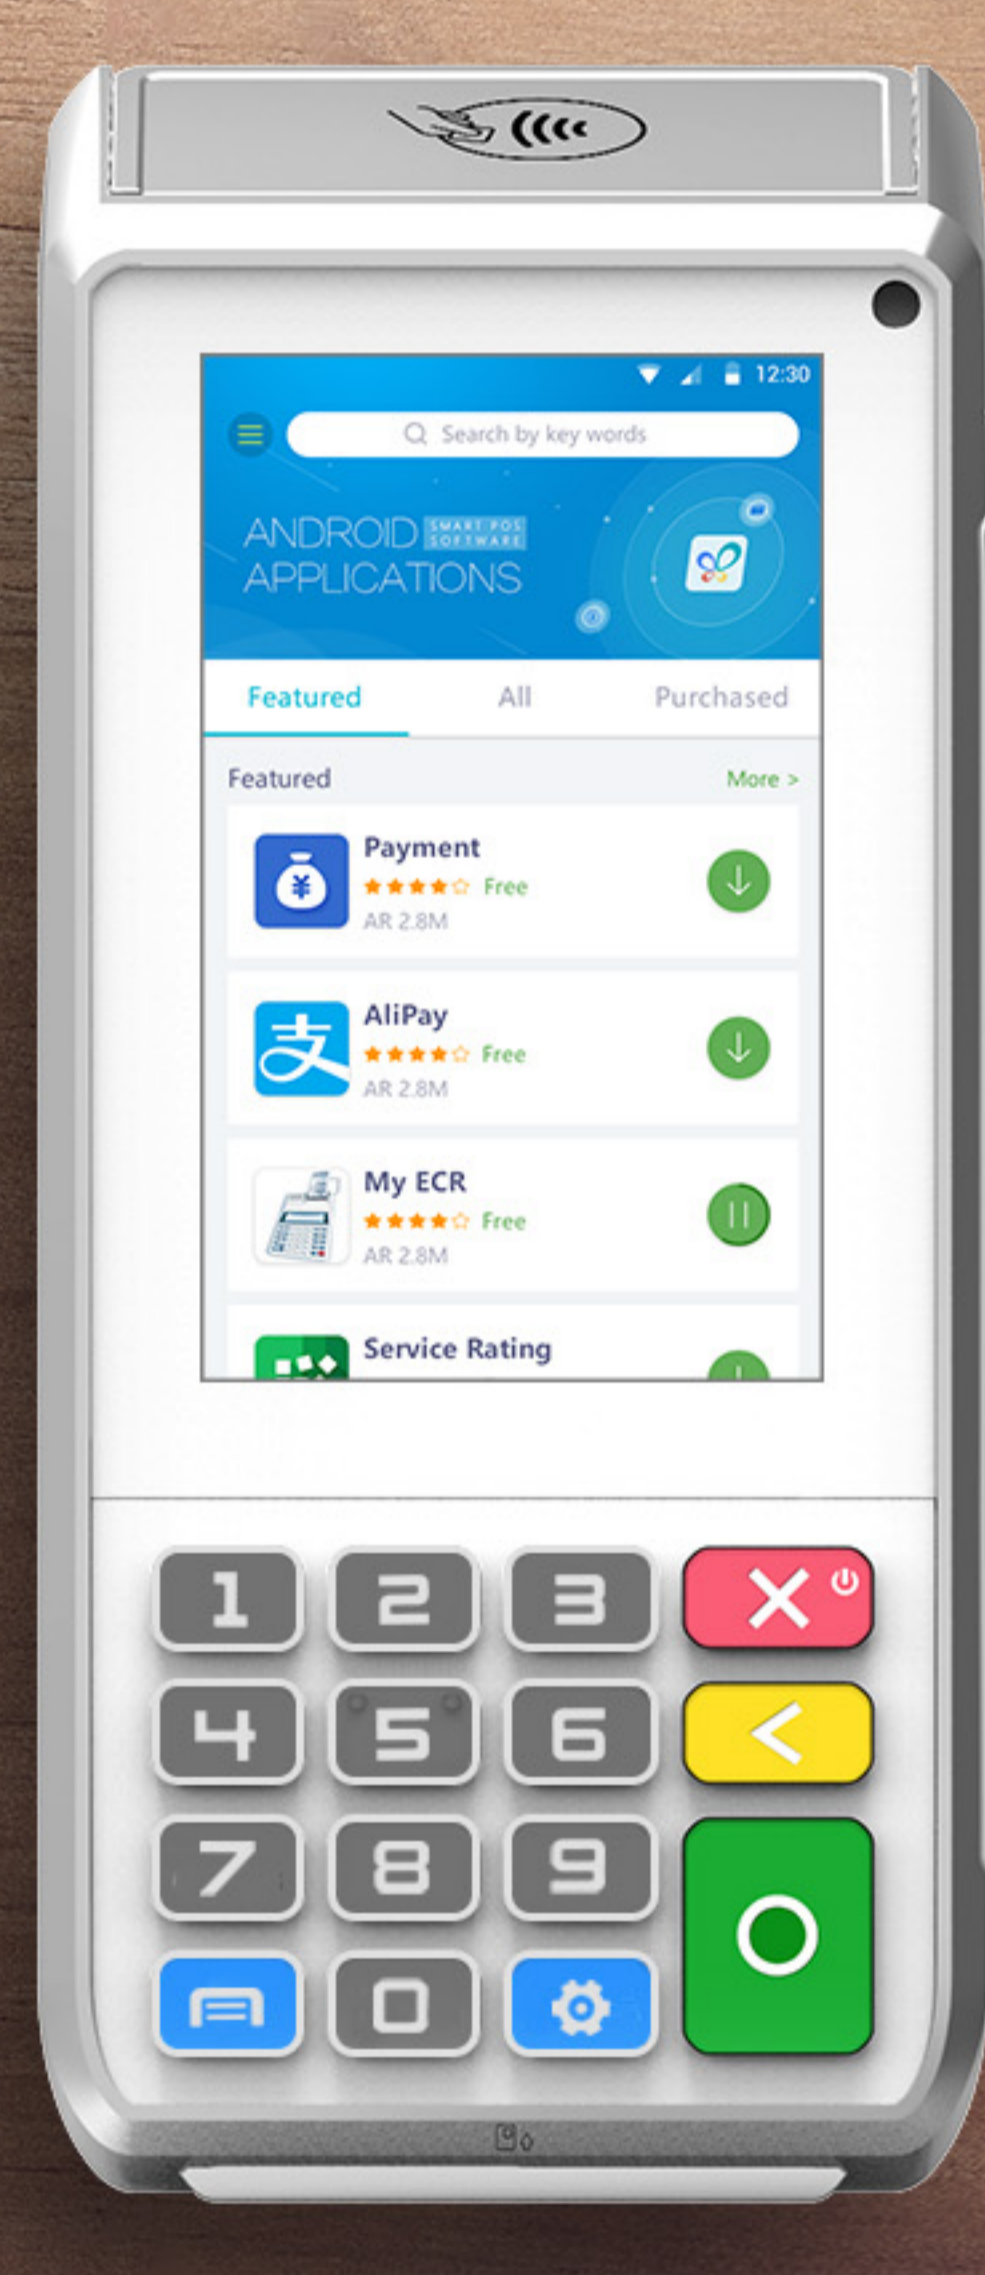 12:30
Search by key words
ANDROID SMART POS SOFTWARE
APPLICATIONS
Featured All Purchased
Featured More >
Payment
Free
AR 2.8M
支
AliPay
Free
AR 2.8M
My ECR
Free
AR 2.8M
Service Rating
1 2 3
4 5 6
7 8 9
0